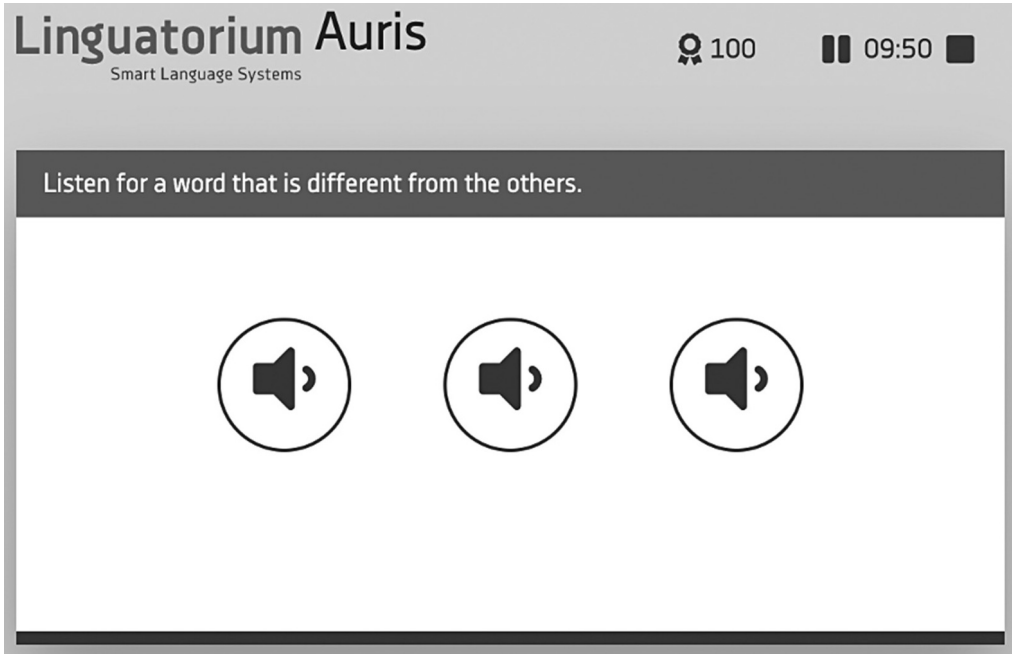 Linguatorium Auris
Smart Language Systems
100
09:50
Listen for a word that is different from the others.